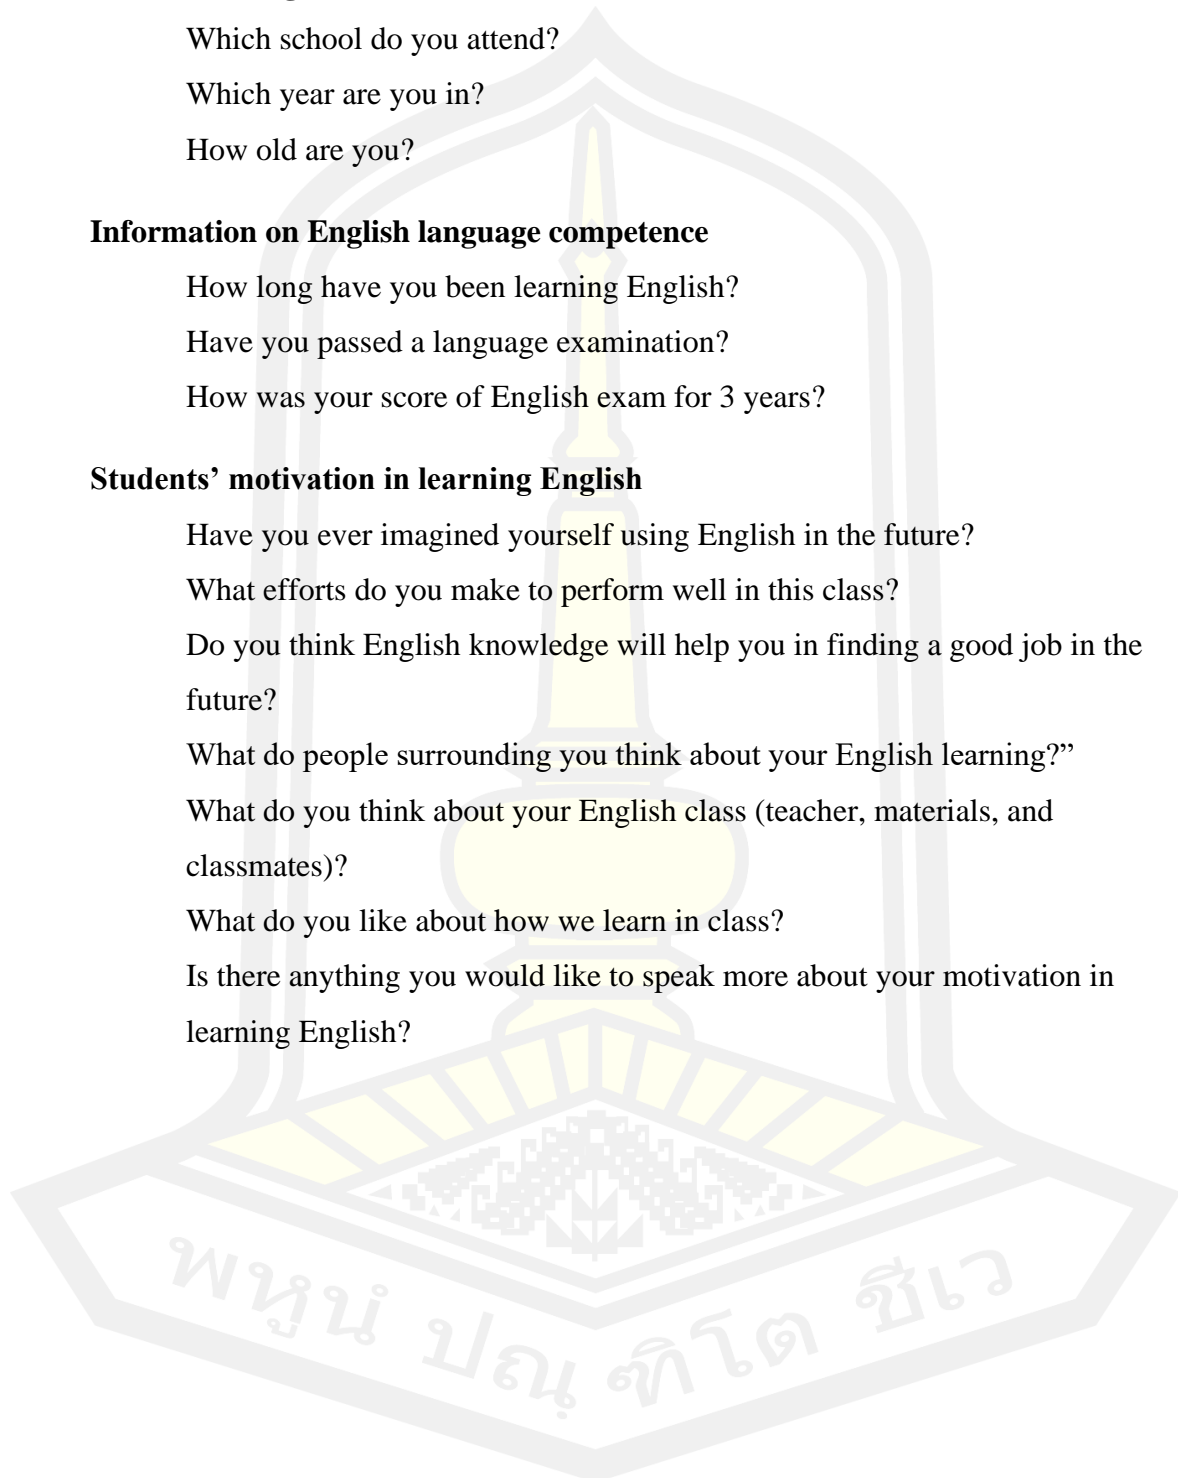 Which school do you attend?
Which year are you in?
How old are you?
Information on English language competence
How long have you been learning English?
Have you passed a language examination?
How was your score of English exam for 3 years?
Students’ motivation in learning English
Have you ever imagined yourself using English in the future?
What efforts do you make to perform well in this class?
Do you think English knowledge will help you in finding a good job in the
future?
What do people surrounding you think about your English learning?”
What do you think about your English class (teacher, materials, and
classmates)?
What do you like about how we learn in class?
Is there anything you would like to speak more about your motivation in
learning English?
พหูนํ ปณฺ ฑิโต ชีเว